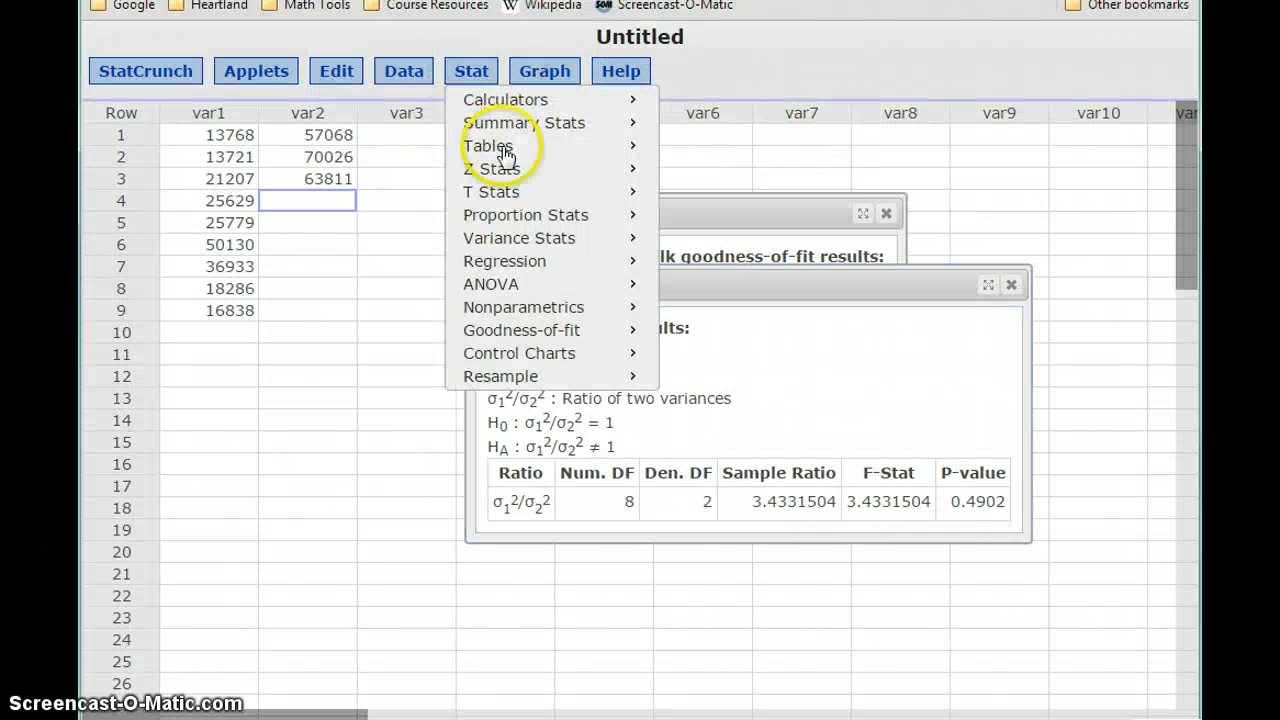 Google Heartland Math Tools Course Resources W Wikipedia SOM Screencast-O-Matic Other bookmarks
Untitled
StatCrunch Applets Edit Data Stat Graph Help
Row var1 var2 var3 var6 var7 var8 var9 var10 var
1 13768 57068
2 13721 70026
3 21207 63811
4 25629
5 25779
6 50130
7 36933
8 18286
9 16838
10
11
12
13
14
15
16
17
18
19
20
21
22
23
24
25
26
Calculators
Summary Stats
Tables
Z Stats
T Stats
Proportion Stats
Variance Stats
Regression
ANOVA
Nonparametrics
Goodness-of-fit
Control Charts
Resample
lk goodness-of-fit results:
lts:
σ₁²/σ₂² : Ratio of two variances
H₀ : σ₁²/σ₂² = 1
Hᴀ : σ₁²/σ₂² ≠ 1
Ratio Num. DF Den. DF Sample Ratio F-Stat P-value
σ₁²/σ₂² 8 2 3.4331504 3.4331504 0.4902
Screencast-O-Matic.com